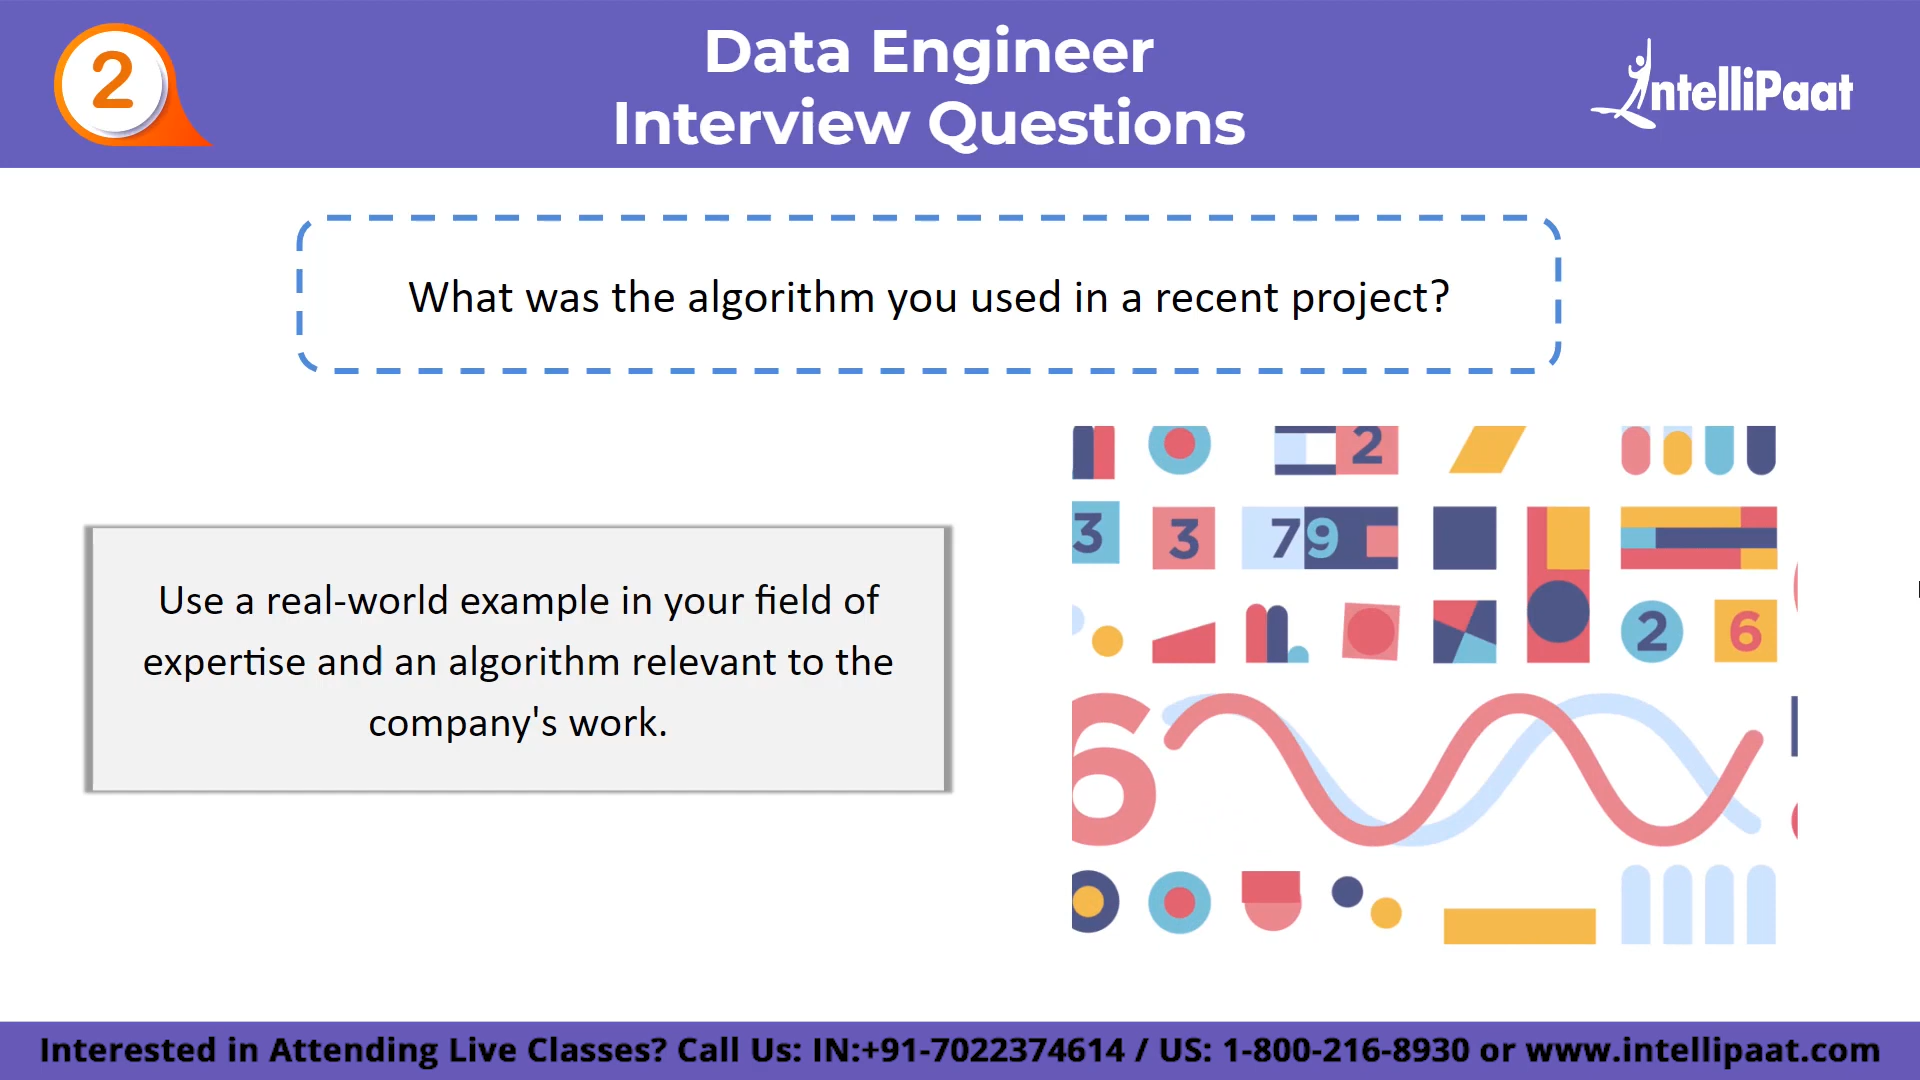 2
Data Engineer
Interview Questions
IntelliPaat
What was the algorithm you used in a recent project?
Use a real-world example in your field of
expertise and an algorithm relevant to the
company's work.
2
3 3 79
2 6
6
Interested in Attending Live Classes? Call Us: IN:+91-7022374614 / US: 1-800-216-8930 or www.intellipaat.com